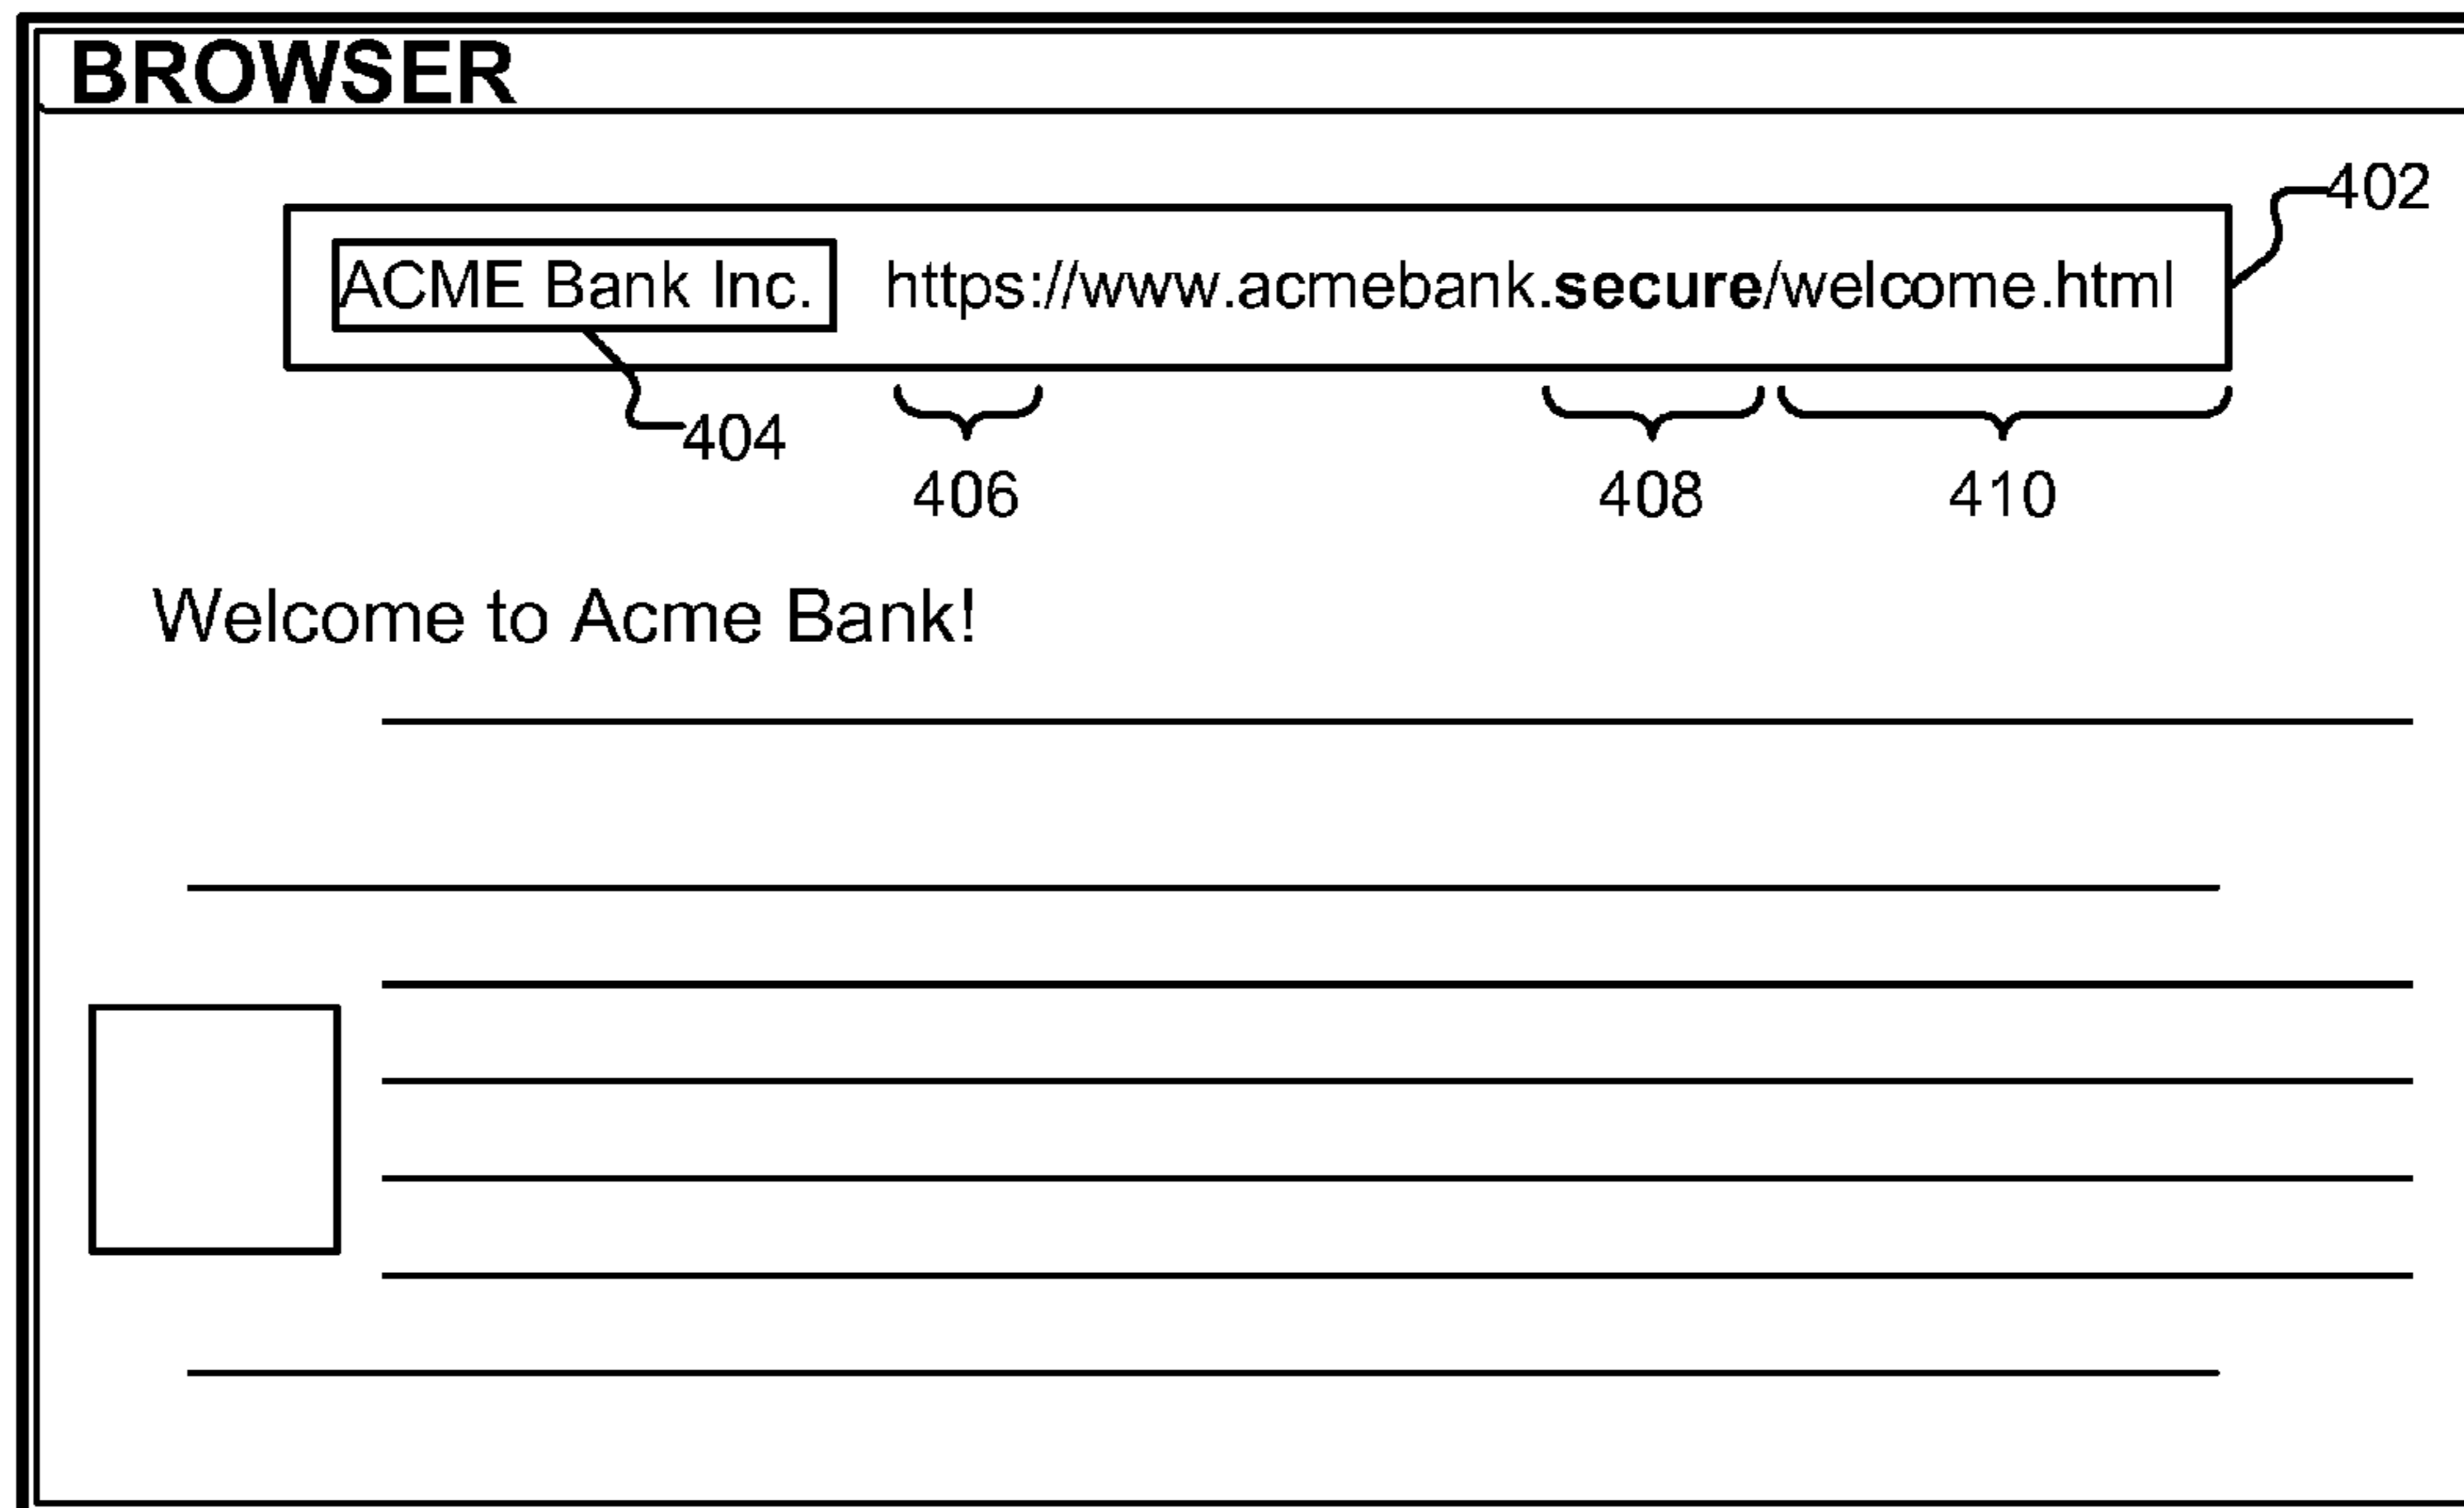 BROWSER
402
ACME Bank Inc. https://www.acmebank.secure/welcome.html
404
406 408 410
Welcome to Acme Bank!